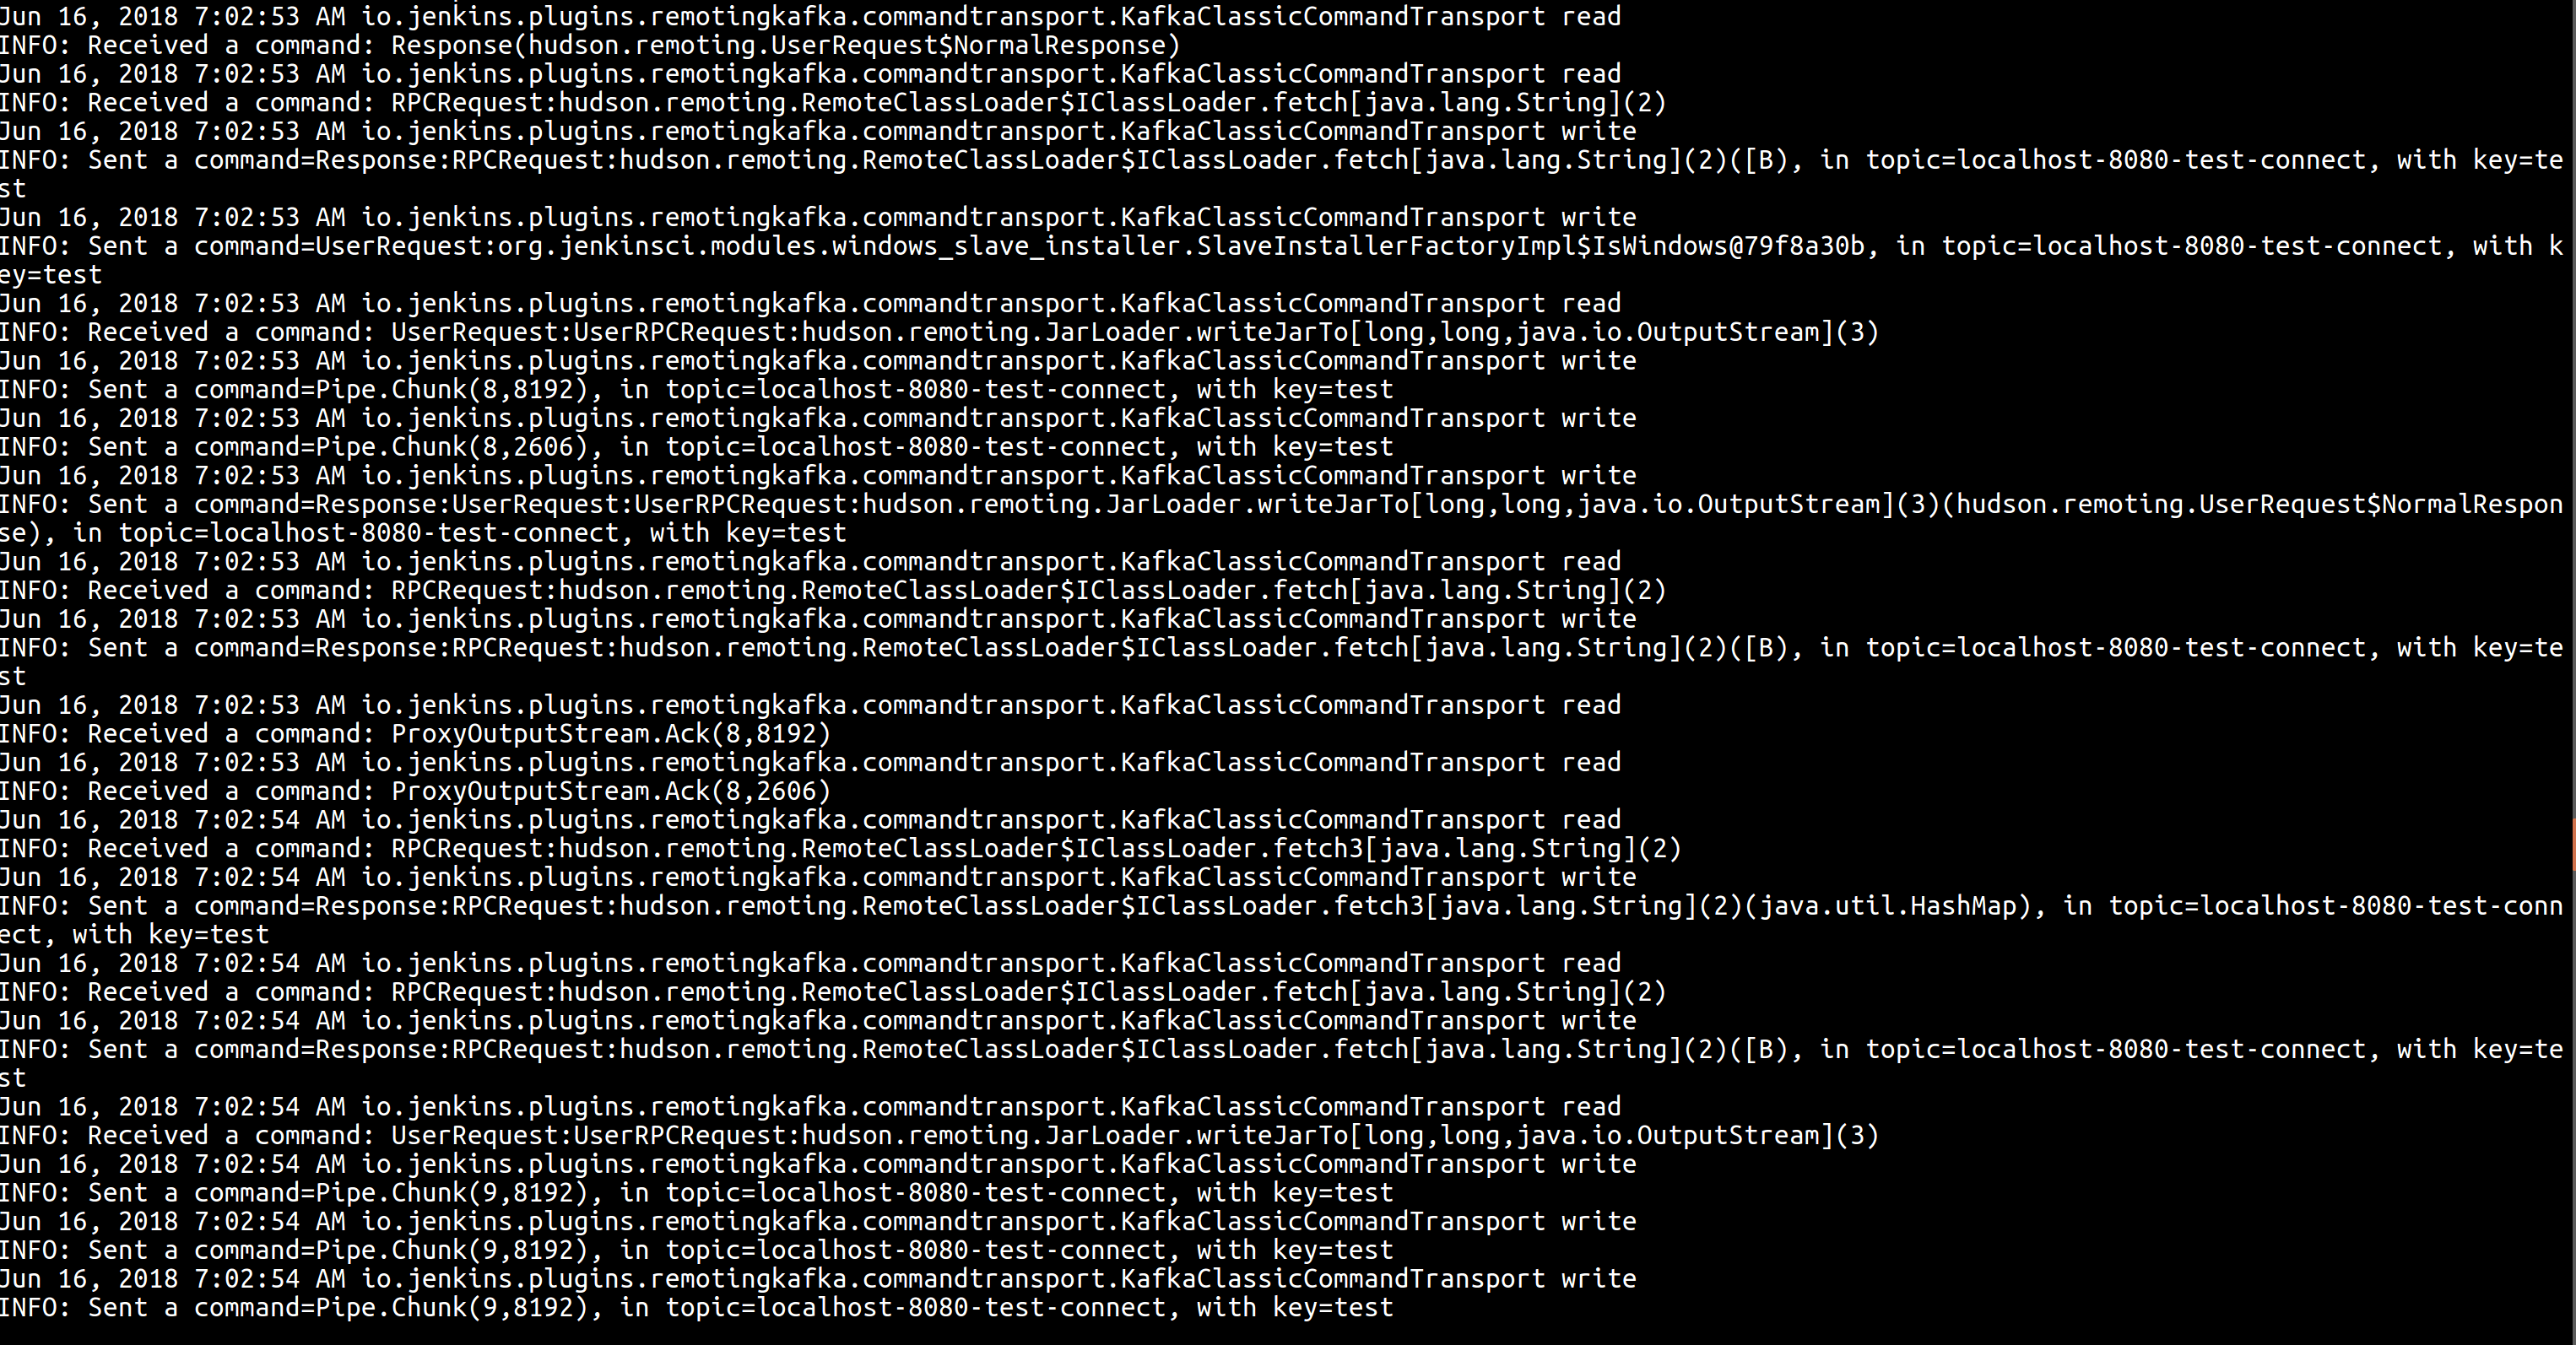 Jun 16, 2018 7:02:53 AM io.jenkins.plugins.remotingkafka.commandtransport.KafkaClassicCommandTransport read
INFO: Received a command: Response(hudson.remoting.UserRequest$NormalResponse)
Jun 16, 2018 7:02:53 AM io.jenkins.plugins.remotingkafka.commandtransport.KafkaClassicCommandTransport read
INFO: Received a command: RPCRequest:hudson.remoting.RemoteClassLoader$IClassLoader.fetch[java.lang.String](2)
Jun 16, 2018 7:02:53 AM io.jenkins.plugins.remotingkafka.commandtransport.KafkaClassicCommandTransport write
INFO: Sent a command=Response:RPCRequest:hudson.remoting.RemoteClassLoader$IClassLoader.fetch[java.lang.String](2)([B), in topic=localhost-8080-test-connect, with key=te
st
Jun 16, 2018 7:02:53 AM io.jenkins.plugins.remotingkafka.commandtransport.KafkaClassicCommandTransport write
INFO: Sent a command=UserRequest:org.jenkinsci.modules.windows_slave_installer.SlaveInstallerFactoryImpl$IsWindows@79f8a30b, in topic=localhost-8080-test-connect, with k
ey=test
Jun 16, 2018 7:02:53 AM io.jenkins.plugins.remotingkafka.commandtransport.KafkaClassicCommandTransport read
INFO: Received a command: UserRequest:UserRPCRequest:hudson.remoting.JarLoader.writeJarTo[long,long,java.io.OutputStream](3)
Jun 16, 2018 7:02:53 AM io.jenkins.plugins.remotingkafka.commandtransport.KafkaClassicCommandTransport write
INFO: Sent a command=Pipe.Chunk(8,8192), in topic=localhost-8080-test-connect, with key=test
Jun 16, 2018 7:02:53 AM io.jenkins.plugins.remotingkafka.commandtransport.KafkaClassicCommandTransport write
INFO: Sent a command=Pipe.Chunk(8,2606), in topic=localhost-8080-test-connect, with key=test
Jun 16, 2018 7:02:53 AM io.jenkins.plugins.remotingkafka.commandtransport.KafkaClassicCommandTransport write
INFO: Sent a command=Response:UserRequest:UserRPCRequest:hudson.remoting.JarLoader.writeJarTo[long,long,java.io.OutputStream](3)(hudson.remoting.UserRequest$NormalRespon
se), in topic=localhost-8080-test-connect, with key=test
Jun 16, 2018 7:02:53 AM io.jenkins.plugins.remotingkafka.commandtransport.KafkaClassicCommandTransport read
INFO: Received a command: RPCRequest:hudson.remoting.RemoteClassLoader$IClassLoader.fetch[java.lang.String](2)
Jun 16, 2018 7:02:53 AM io.jenkins.plugins.remotingkafka.commandtransport.KafkaClassicCommandTransport write
INFO: Sent a command=Response:RPCRequest:hudson.remoting.RemoteClassLoader$IClassLoader.fetch[java.lang.String](2)([B), in topic=localhost-8080-test-connect, with key=te
st
Jun 16, 2018 7:02:53 AM io.jenkins.plugins.remotingkafka.commandtransport.KafkaClassicCommandTransport read
INFO: Received a command: ProxyOutputStream.Ack(8,8192)
Jun 16, 2018 7:02:53 AM io.jenkins.plugins.remotingkafka.commandtransport.KafkaClassicCommandTransport read
INFO: Received a command: ProxyOutputStream.Ack(8,2606)
Jun 16, 2018 7:02:54 AM io.jenkins.plugins.remotingkafka.commandtransport.KafkaClassicCommandTransport read
INFO: Received a command: RPCRequest:hudson.remoting.RemoteClassLoader$IClassLoader.fetch3[java.lang.String](2)
Jun 16, 2018 7:02:54 AM io.jenkins.plugins.remotingkafka.commandtransport.KafkaClassicCommandTransport write
INFO: Sent a command=Response:RPCRequest:hudson.remoting.RemoteClassLoader$IClassLoader.fetch3[java.lang.String](2)(java.util.HashMap), in topic=localhost-8080-test-conn
ect, with key=test
Jun 16, 2018 7:02:54 AM io.jenkins.plugins.remotingkafka.commandtransport.KafkaClassicCommandTransport read
INFO: Received a command: RPCRequest:hudson.remoting.RemoteClassLoader$IClassLoader.fetch[java.lang.String](2)
Jun 16, 2018 7:02:54 AM io.jenkins.plugins.remotingkafka.commandtransport.KafkaClassicCommandTransport write
INFO: Sent a command=Response:RPCRequest:hudson.remoting.RemoteClassLoader$IClassLoader.fetch[java.lang.String](2)([B), in topic=localhost-8080-test-connect, with key=te
st
Jun 16, 2018 7:02:54 AM io.jenkins.plugins.remotingkafka.commandtransport.KafkaClassicCommandTransport read
INFO: Received a command: UserRequest:UserRPCRequest:hudson.remoting.JarLoader.writeJarTo[long,long,java.io.OutputStream](3)
Jun 16, 2018 7:02:54 AM io.jenkins.plugins.remotingkafka.commandtransport.KafkaClassicCommandTransport write
INFO: Sent a command=Pipe.Chunk(9,8192), in topic=localhost-8080-test-connect, with key=test
Jun 16, 2018 7:02:54 AM io.jenkins.plugins.remotingkafka.commandtransport.KafkaClassicCommandTransport write
INFO: Sent a command=Pipe.Chunk(9,8192), in topic=localhost-8080-test-connect, with key=test
Jun 16, 2018 7:02:54 AM io.jenkins.plugins.remotingkafka.commandtransport.KafkaClassicCommandTransport write
INFO: Sent a command=Pipe.Chunk(9,8192), in topic=localhost-8080-test-connect, with key=test